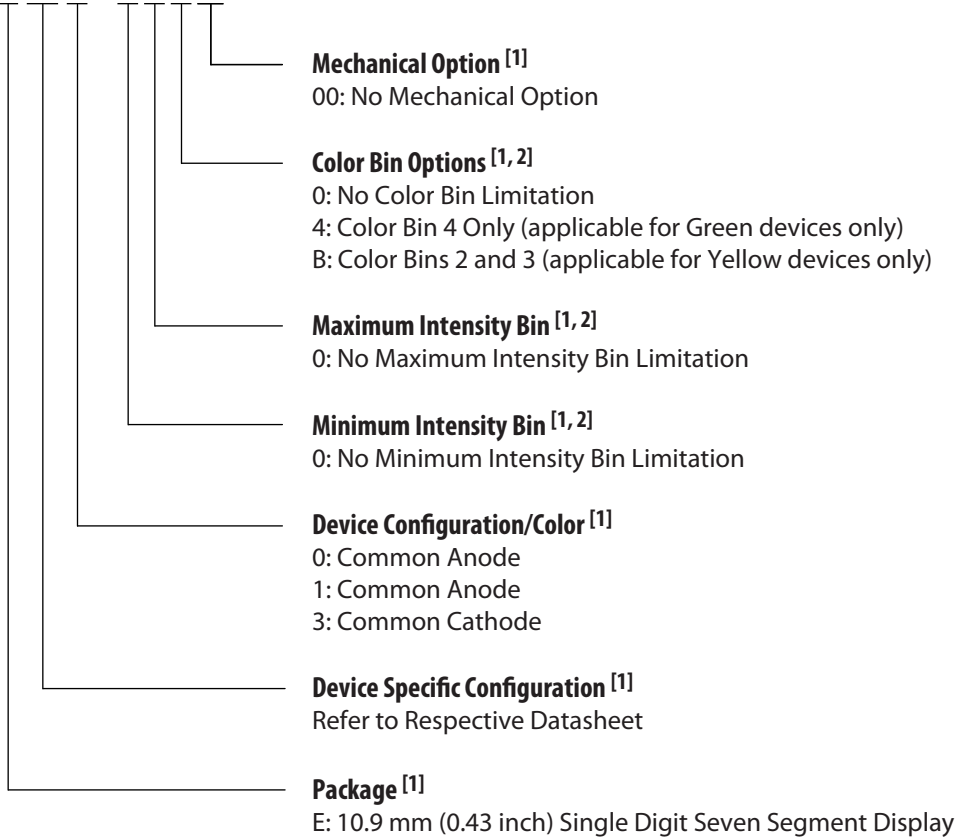 Mechanical Option [1]
00: No Mechanical Option
Color Bin Options [1, 2]
0: No Color Bin Limitation
4: Color Bin 4 Only (applicable for Green devices only)
B: Color Bins 2 and 3 (applicable for Yellow devices only)
Maximum Intensity Bin [1, 2]
0: No Maximum Intensity Bin Limitation
Minimum Intensity Bin [1, 2]
0: No Minimum Intensity Bin Limitation
Device Configuration/Color [1]
0: Common Anode
1: Common Anode
3: Common Cathode
Device Specific Configuration [1]
Refer to Respective Datasheet
Package [1]
E: 10.9 mm (0.43 inch) Single Digit Seven Segment Display